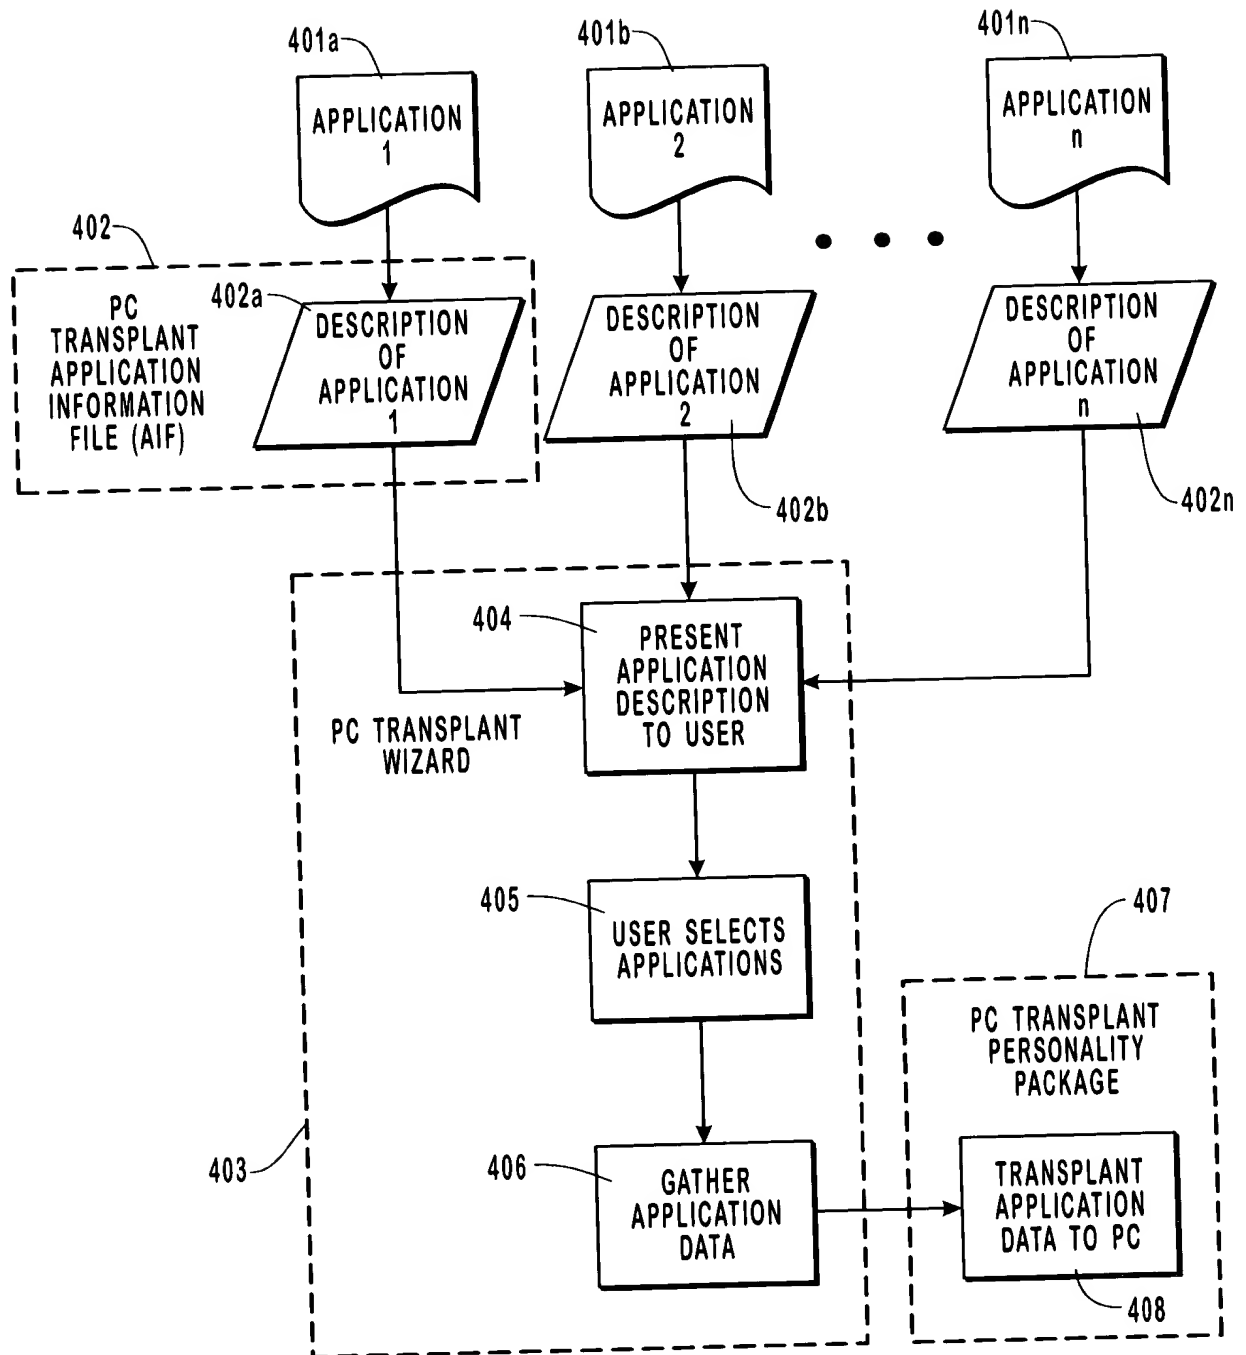 401a
401b
401n
APPLICATION
1
APPLICATION
2
APPLICATION
n
402
PC
TRANSPLANT
APPLICATION
INFORMATION
FILE (AIF)
402a
DESCRIPTION
OF
APPLICATION
1
DESCRIPTION
OF
APPLICATION
2
DESCRIPTION
OF
APPLICATION
n
402b
402n
404
PRESENT
APPLICATION
DESCRIPTION
TO USER
PC TRANSPLANT
WIZARD
405
USER SELECTS
APPLICATIONS
407
PC TRANSPLANT
PERSONALITY
PACKAGE
403
406
GATHER
APPLICATION
DATA
TRANSPLANT
APPLICATION
DATA TO PC
408